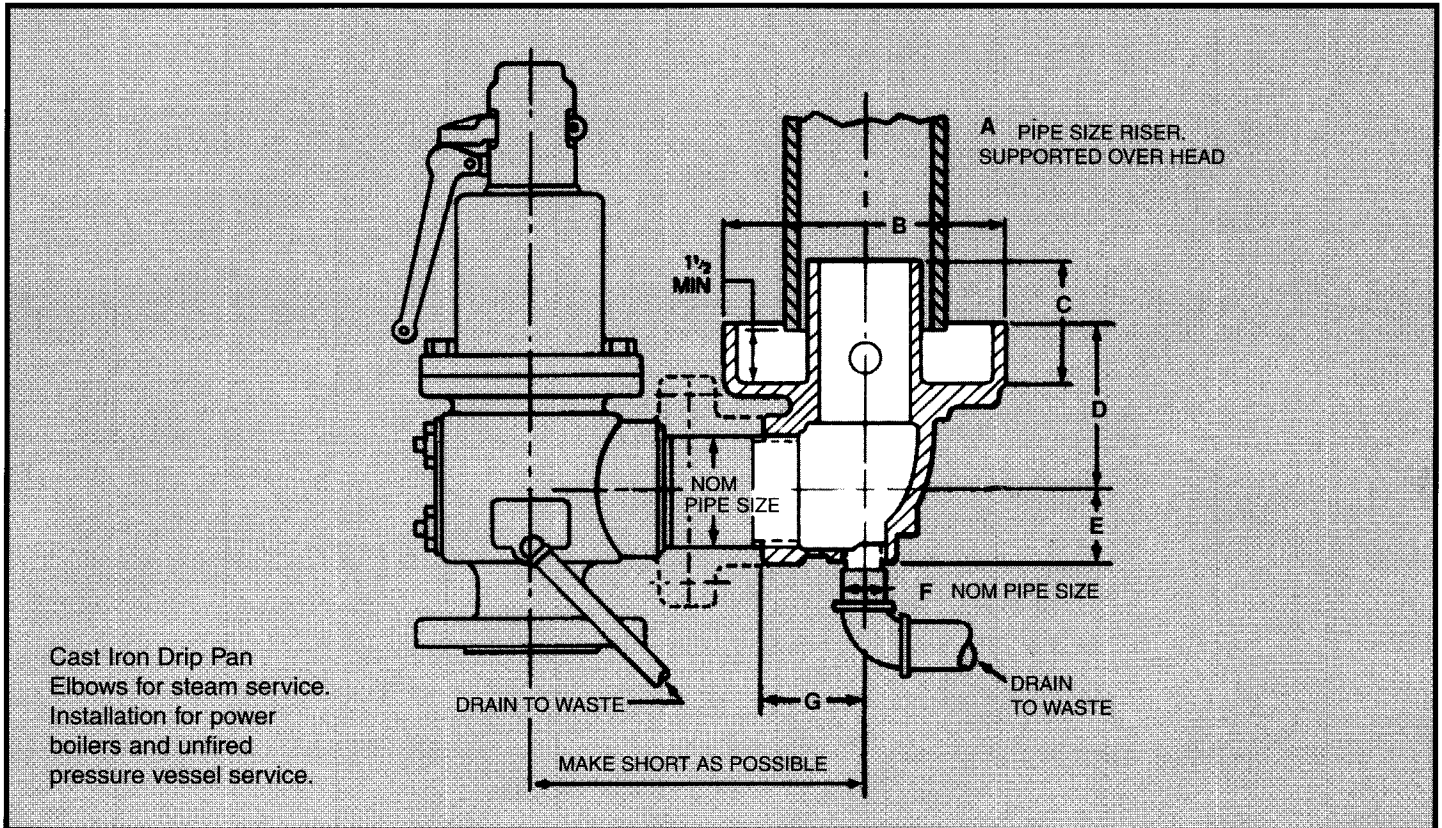 A PIPE SIZE RISER.
SUPPORTED OVER HEAD
B
1½
MIN
C
D
NOM
PIPE SIZE
E
F NOM PIPE SIZE
Cast Iron Drip Pan
Elbows for steam service.
Installation for power
boilers and unfired
pressure vessel service.
DRAIN TO WASTE
G
DRAIN
TO WASTE
MAKE SHORT AS POSSIBLE